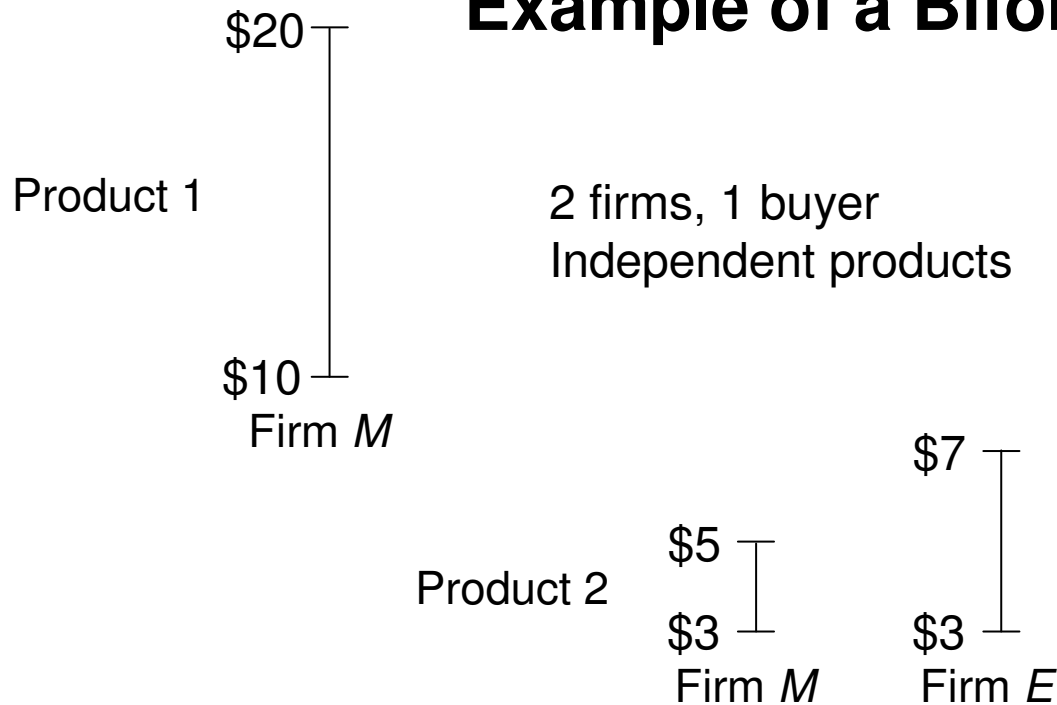 Example of a
$20
Product 1
2 firms, 1 buyer
Independent products
$10
Firm M
$7
$5
Product 2
$3
$3
Firm M
Firm E